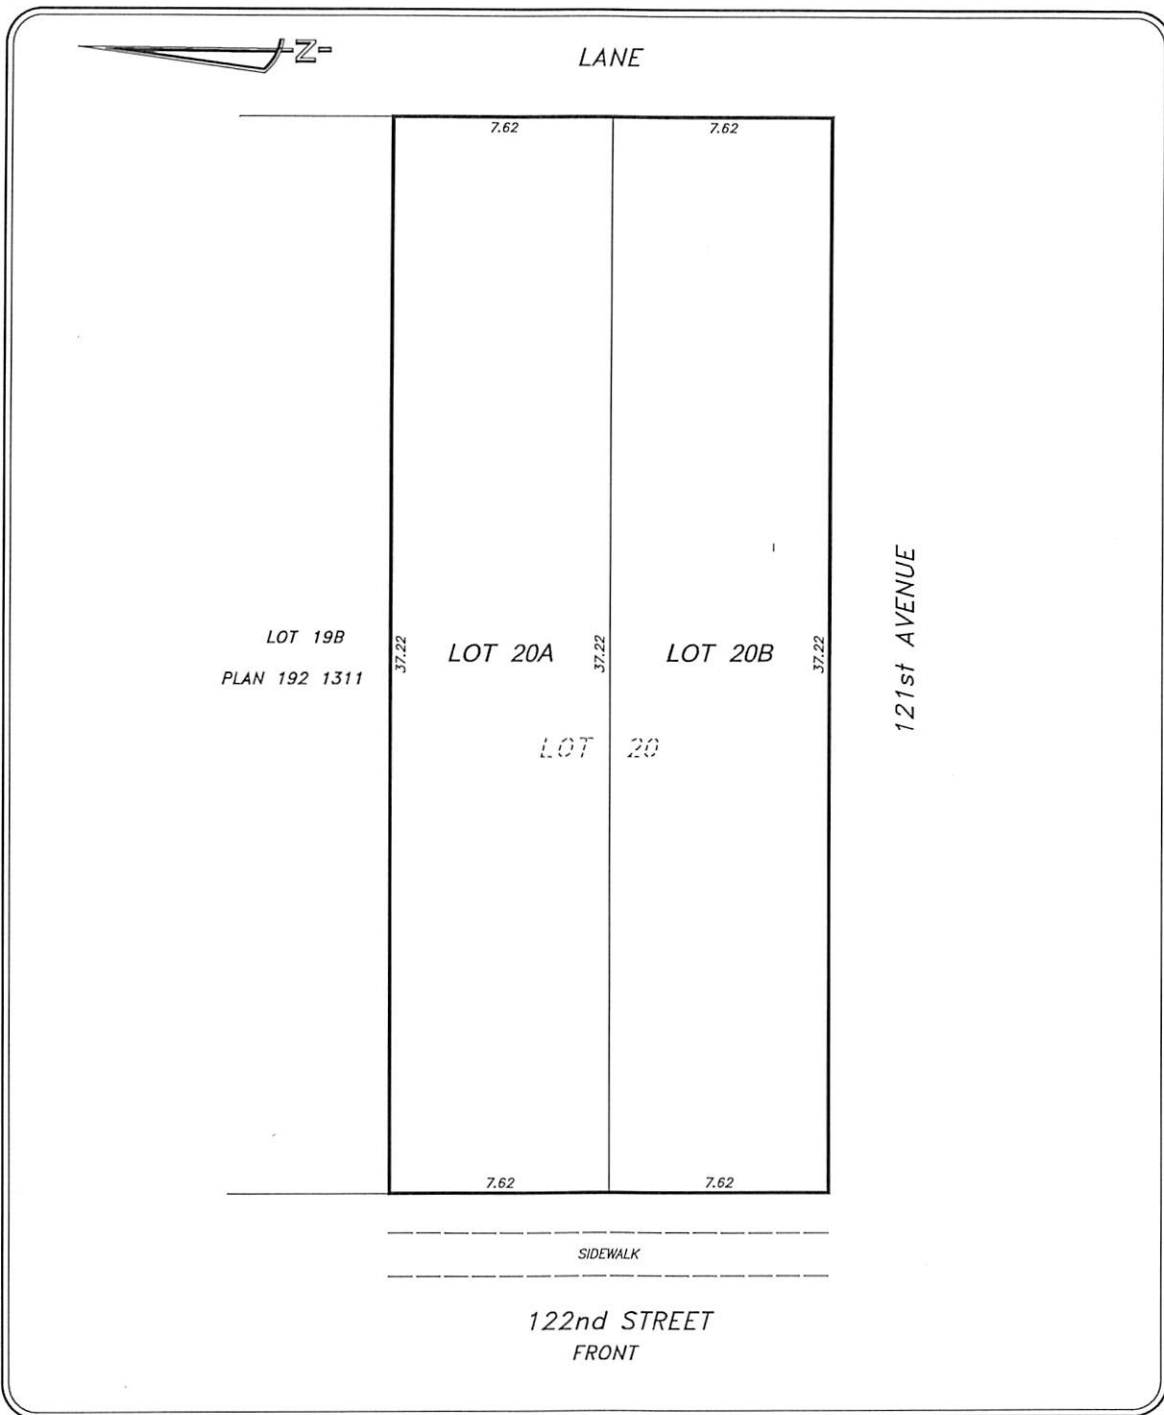 N
LANE
7.62 7.62
121st AVENUE
LOT 19B
37.22 LOT 20A 37.22 LOT 20B 37.22
PLAN 192 1311
LOT 20
7.62 7.62
SIDEWALK
122nd STREET
FRONT